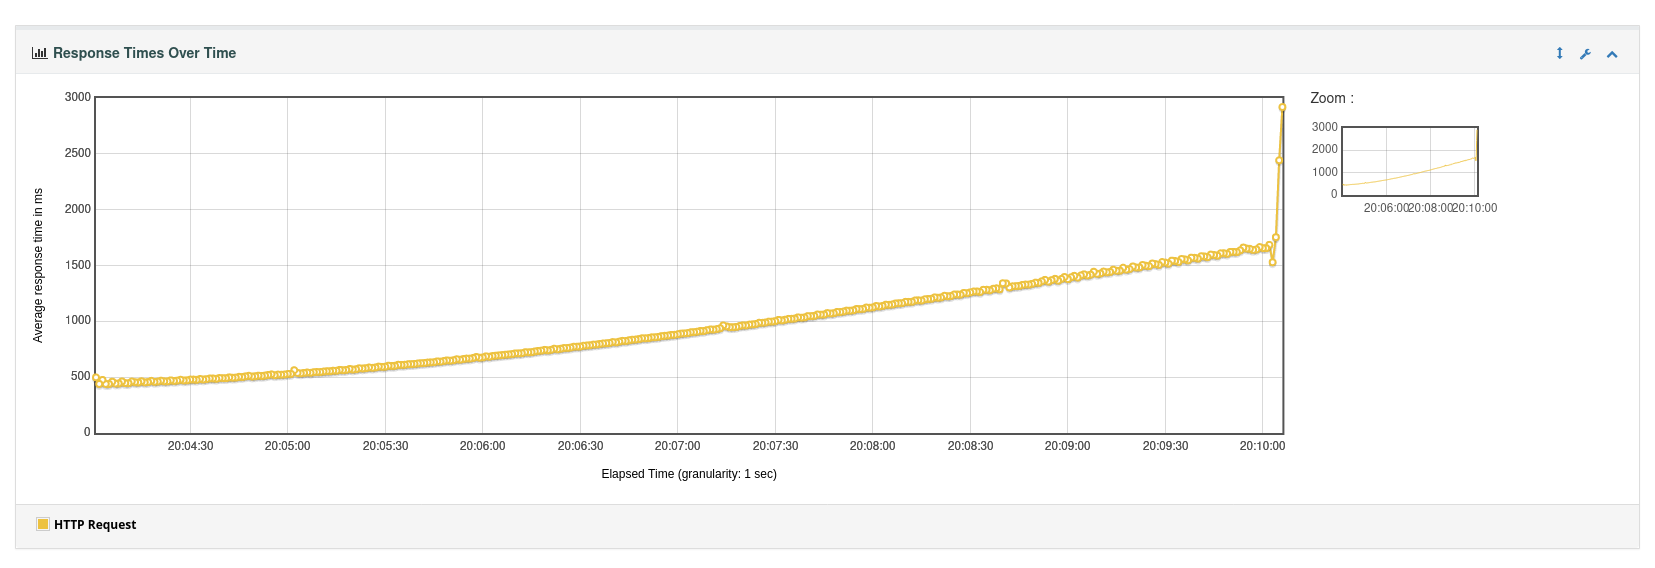 Response Times Over Time
Zoom :
3000
2500
2000
1500
1000
500
0
Average response time in ms
20:04:30 20:05:00 20:05:30 20:06:00 20:06:30 20:07:00 20:07:30 20:08:00 20:08:30 20:09:00 20:09:30 20:10:00
Elapsed Time (granularity: 1 sec)
3000
2000
1000
0
20:06:00 20:08:00 20:10:00
HTTP Request